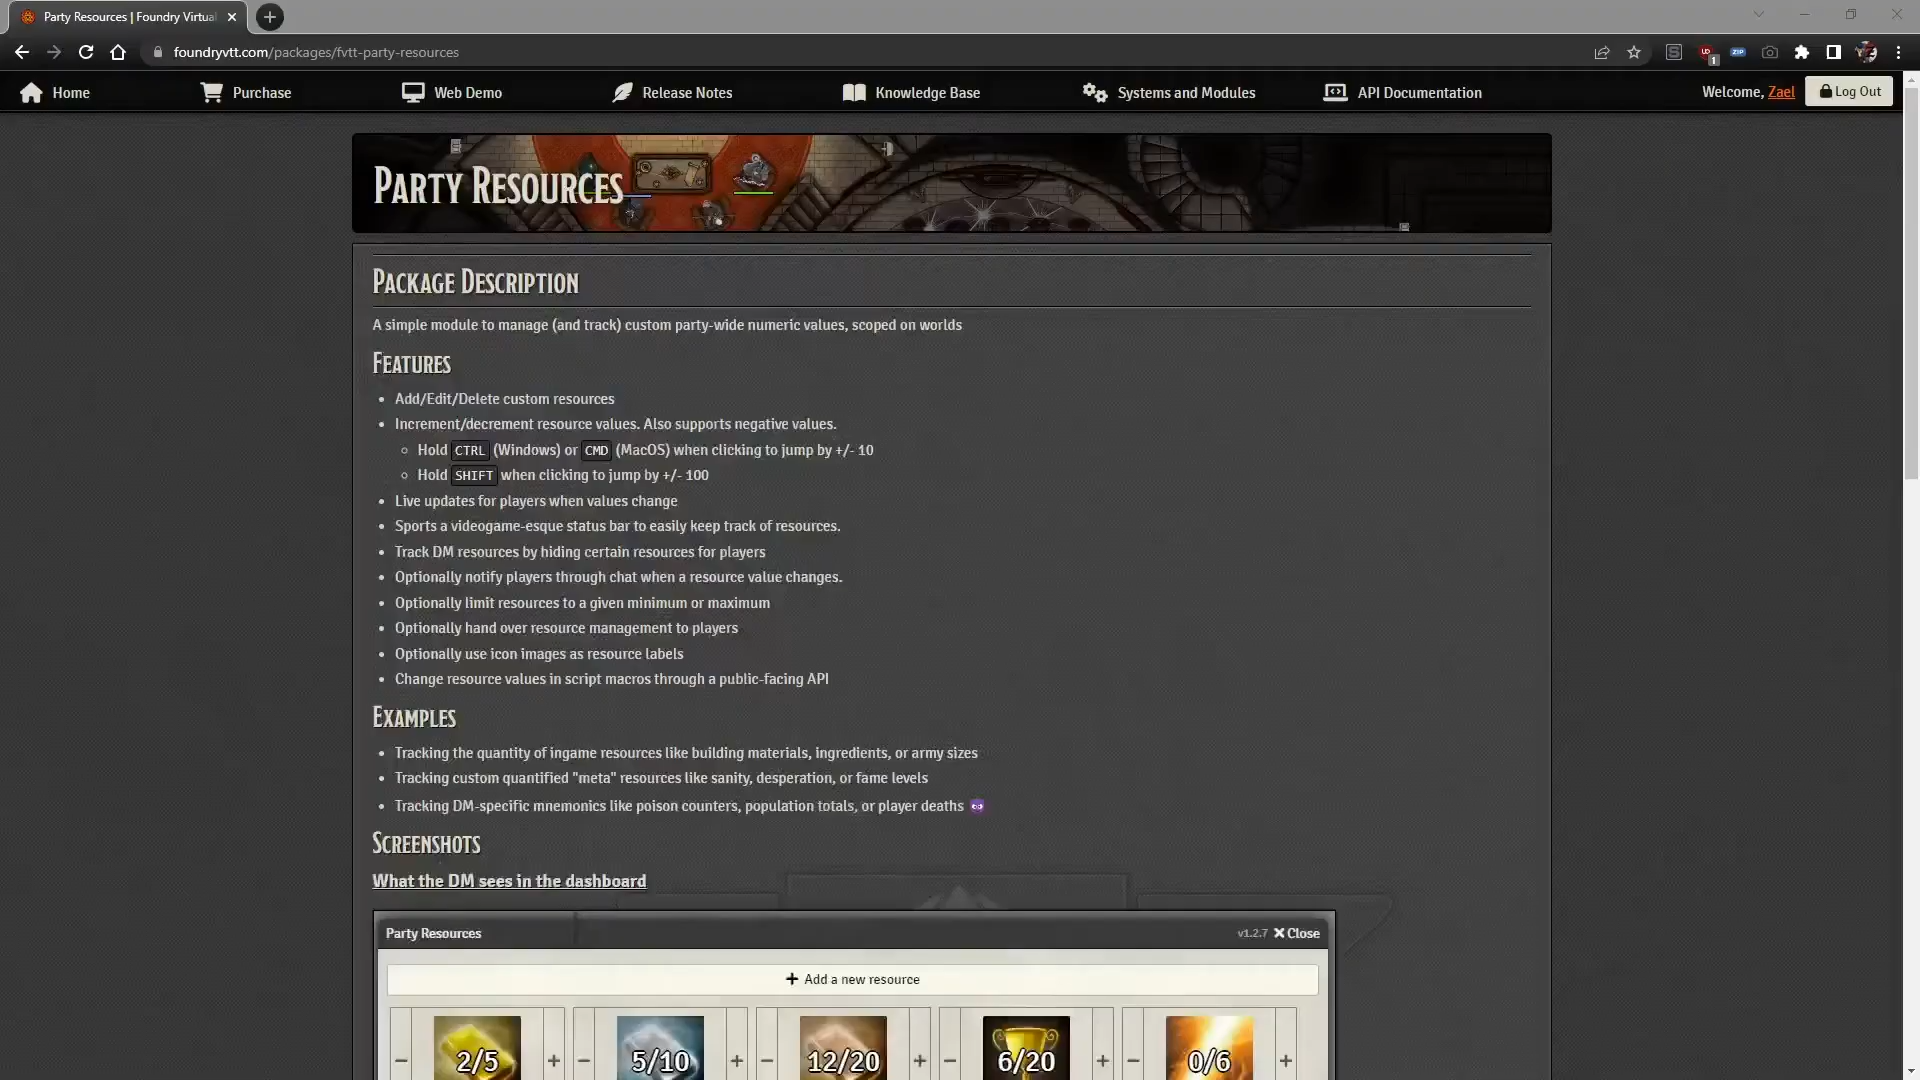 Party Resources | Foundry Virtual
foundryvtt.com/packages/fvtt-party-resources
Home
Purchase
Web Demo
Release Notes
Knowledge Base
Systems and Modules
API Documentation
Welcome, Zael
Log Out
PARTY RESOURCES
PACKAGE DESCRIPTION
A simple module to manage (and track) custom party-wide numeric values, scoped on worlds
FEATURES
Add/Edit/Delete custom resources
Increment/decrement resource values. Also supports negative values.
Hold CTRL (Windows) or CMD (MacOS) when clicking to jump by +/- 10
Hold SHIFT when clicking to jump by +/- 100
Live updates for players when values change
Sports a videogame-esque status bar to easily keep track of resources.
Track DM resources by hiding certain resources for players
Optionally notify players through chat when a resource value changes.
Optionally limit resources to a given minimum or maximum
Optionally hand over resource management to players
Optionally use icon images as resource labels
Change resource values in script macros through a public-facing API
EXAMPLES
Tracking the quantity of ingame resources like building materials, ingredients, or army sizes
Tracking custom quantified "meta" resources like sanity, desperation, or fame levels
Tracking DM-specific mnemonics like poison counters, population totals, or player deaths 😈
SCREENSHOTS
What the DM sees in the dashboard
Party Resources
v1.2.7 Close
+ Add a new resource
− 2/5 +
− 5/10 +
− 12/20 +
− 6/20 +
− 0/6 +